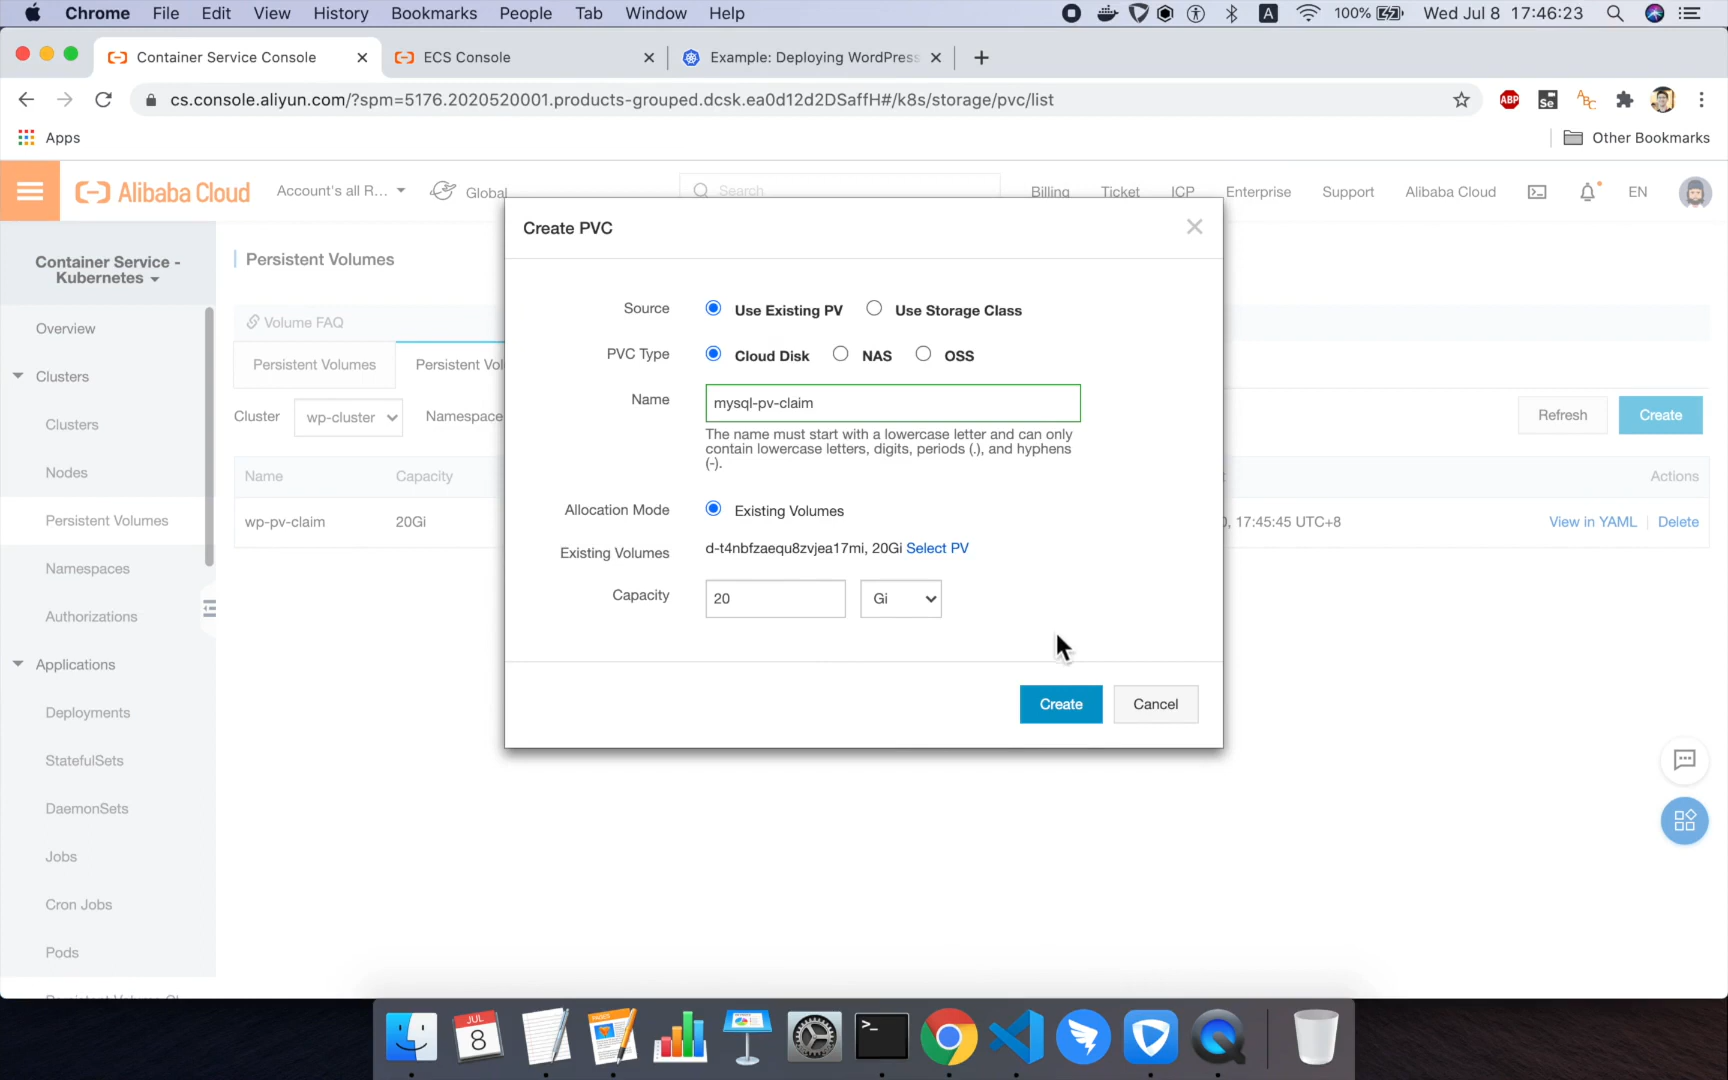 Chrome File Edit View History Bookmarks People Tab Window Help A 100% Wed Jul 8 17:46:23
Container Service Console ECS Console Example: Deploying WordPress
cs.console.aliyun.com/?spm=5176.2020520001.products-grouped.dcsk.ea0d12d2DSaffH#/k8s/storage/pvc/list ABP Se ABC
Apps Other Bookmarks
Alibaba Cloud Account's all R... Global Search Billing Ticket ICP Enterprise Support Alibaba Cloud EN
Create PVC
Container Service -
Kubernetes
Persistent Volumes
Overview
Clusters
Clusters
Nodes
Persistent Volumes
Namespaces
Authorizations
Applications
Deployments
StatefulSets
DaemonSets
Jobs
Cron Jobs
Pods
Volume FAQ
Persistent Volumes Persistent Vol
Cluster wp-cluster Namespace Refresh Create
Name Capacity Actions
wp-pv-claim 20Gi 17:45:45 UTC+8 View in YAML Delete
Source Use Existing PV Use Storage Class
PVC Type Cloud Disk NAS OSS
Name mysql-pv-claim
The name must start with a lowercase letter and can only
contain lowercase letters, digits, periods (.), and hyphens
(-).
Allocation Mode Existing Volumes
Existing Volumes d-t4nbfzaequ8zvjea17mi, 20Gi Select PV
Capacity 20 Gi
Create Cancel
JUL
8
PAGES
>_